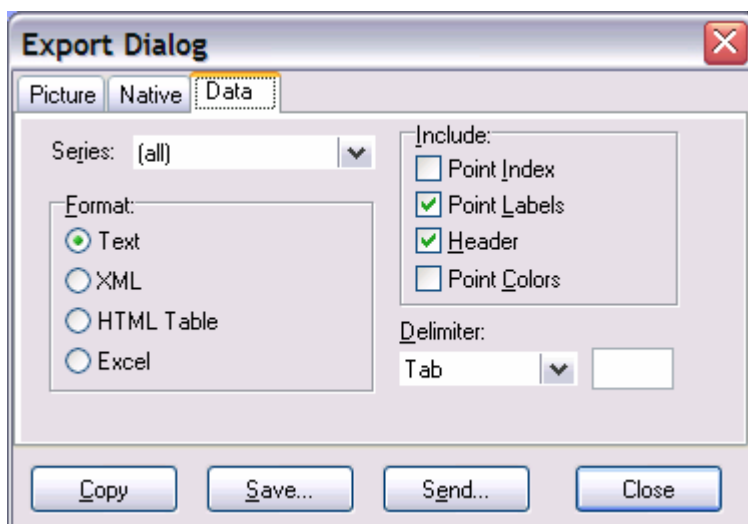 Export Dialog
Picture Native Data
Series: (all)
Format:
Text
XML
HTML Table
Excel
Include:
Point Index
Point Labels
Header
Point Colors
Delimiter:
Tab
Copy Save... Send... Close